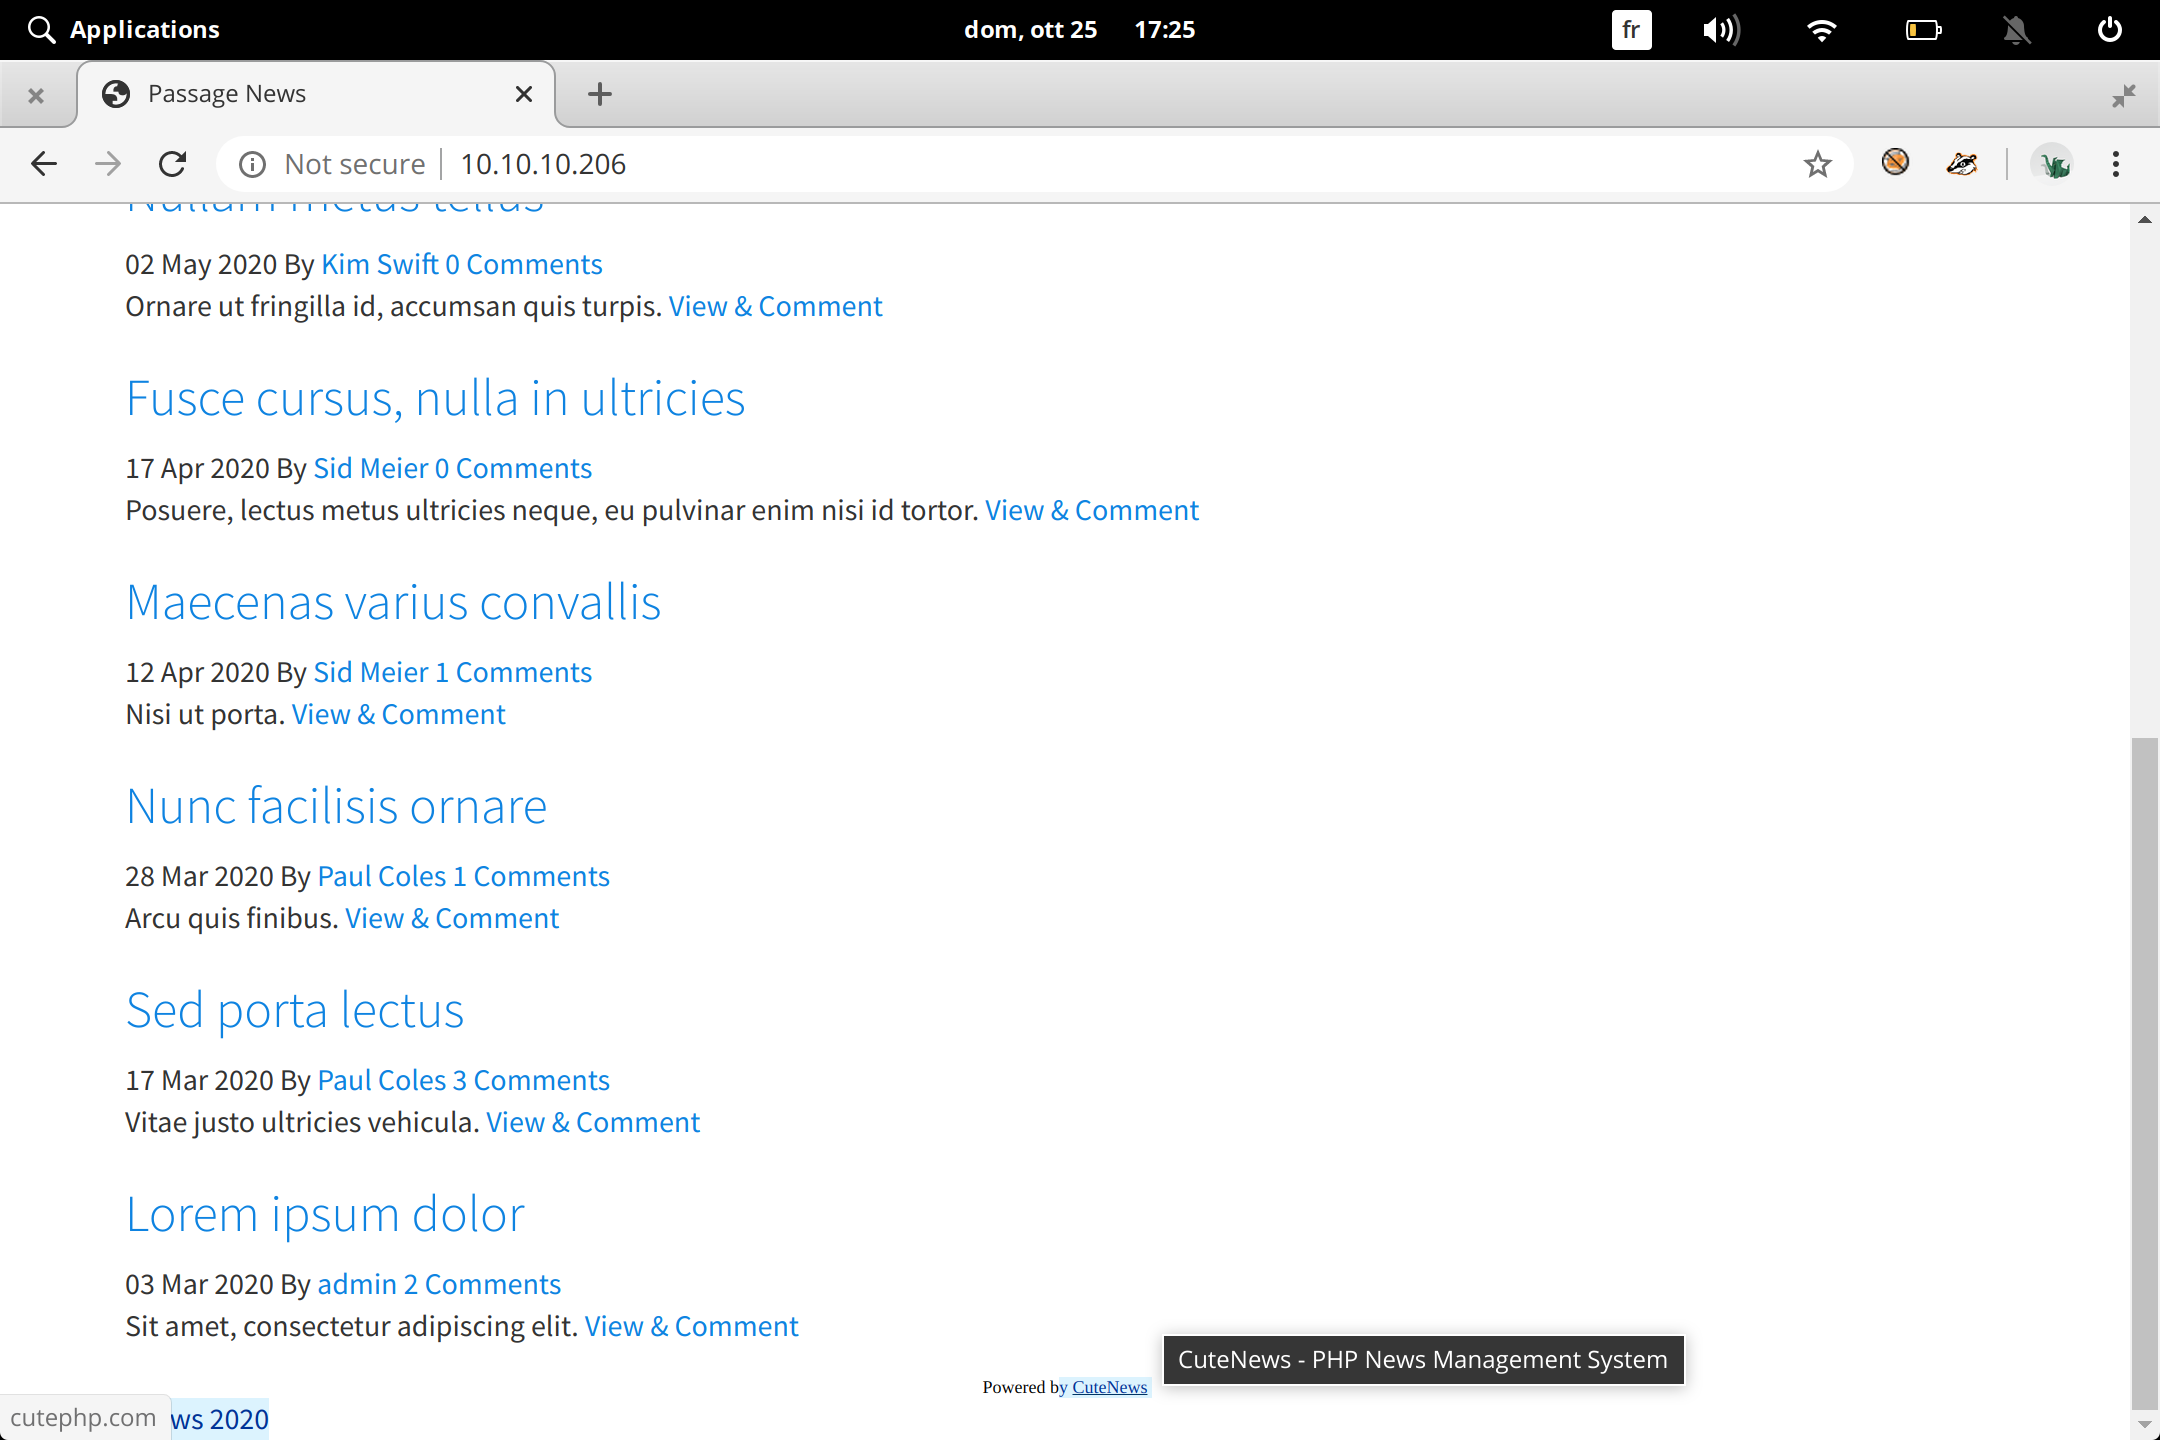 Applications
dom, ott 25 17:25
fr
Passage News
Not secure
10.10.10.206
Nullam metus tellus
02 May 2020 By Kim Swift 0 Comments
Ornare ut fringilla id, accumsan quis turpis. View & Comment
Fusce cursus, nulla in ultricies
17 Apr 2020 By Sid Meier 0 Comments
Posuere, lectus metus ultricies neque, eu pulvinar enim nisi id tortor. View & Comment
Maecenas varius convallis
12 Apr 2020 By Sid Meier 1 Comments
Nisi ut porta. View & Comment
Nunc facilisis ornare
28 Mar 2020 By Paul Coles 1 Comments
Arcu quis finibus. View & Comment
Sed porta lectus
17 Mar 2020 By Paul Coles 3 Comments
Vitae justo ultricies vehicula. View & Comment
Lorem ipsum dolor
03 Mar 2020 By admin 2 Comments
Sit amet, consectetur adipiscing elit. View & Comment
CuteNews - PHP News Management System
Powered by CuteNews
cutephp.com
ws 2020